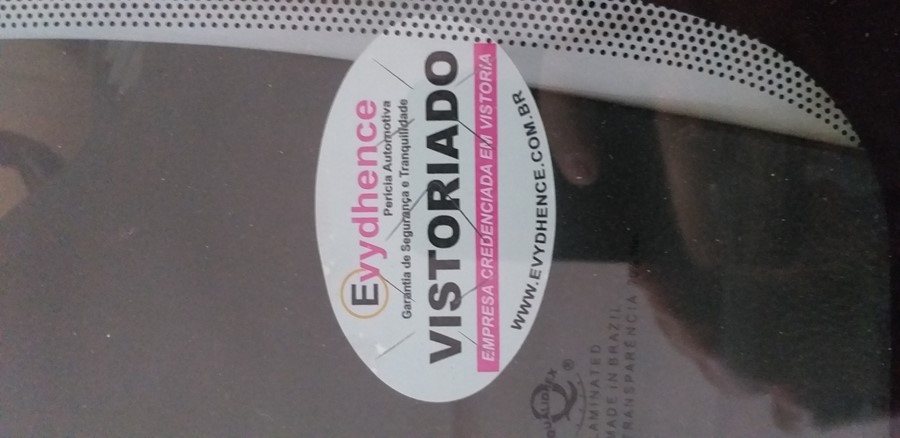 Evydhence
Perícia Automotiva
Garantia de Segurança e Tranquilidade
VISTORIADO
EMPRESA CREDENCIADA EM VISTORIA
WWW.EVYDHENCE.COM.BR
LAMINATED
MADE IN BRAZIL
TRANSPARÊNCIA